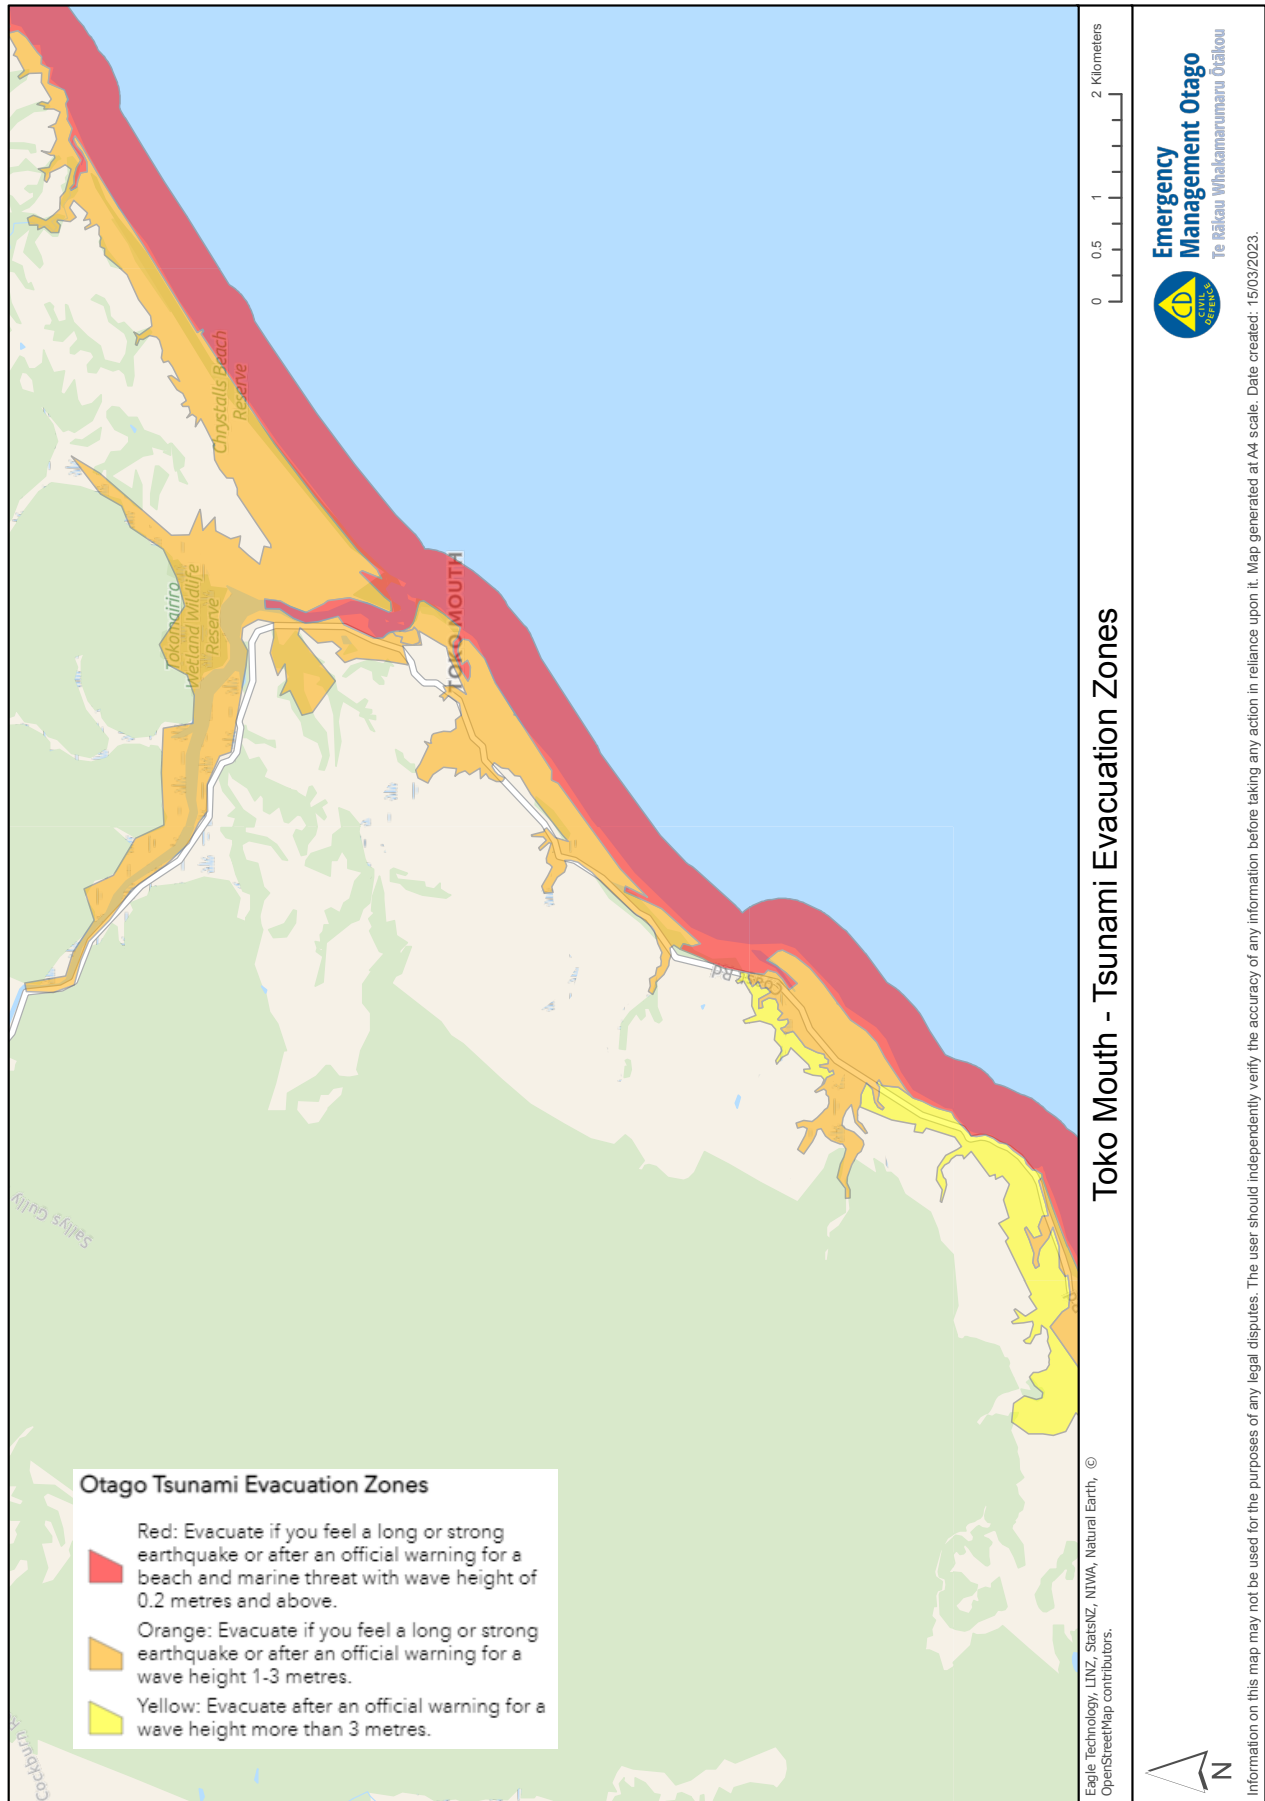 Chrystalls Beach
Reserve
Tokomairiro
Wetland Wildlife
Reserve
TOKO MOUTH
Coast Rd
Sallys Gully
Otago Tsunami Evacuation Zones
Red: Evacuate if you feel a long or strong
earthquake or after an official warning for a
beach and marine threat with wave height of
0.2 metres and above.
Orange: Evacuate if you feel a long or strong
earthquake or after an official warning for a
wave height 1-3 metres.
Yellow: Evacuate after an official warning for a
wave height more than 3 metres.
Cockburn R
Eagle Technology, LINZ, StatsNZ, NIWA, Natural Earth, ©
OpenStreetMap contributors.
Toko Mouth - Tsunami Evacuation Zones
0 0.5 1 2 Kilometers
N
CD
CIVIL
DEFENCE
Emergency
Management Otago
Te Rākau Whakamarumaru Ōtākou
Information on this map may not be used for the purposes of any legal disputes. The user should independently verify the accuracy of any information before taking any action in reliance upon it. Map generated at A4 scale. Date created: 15/03/2023.